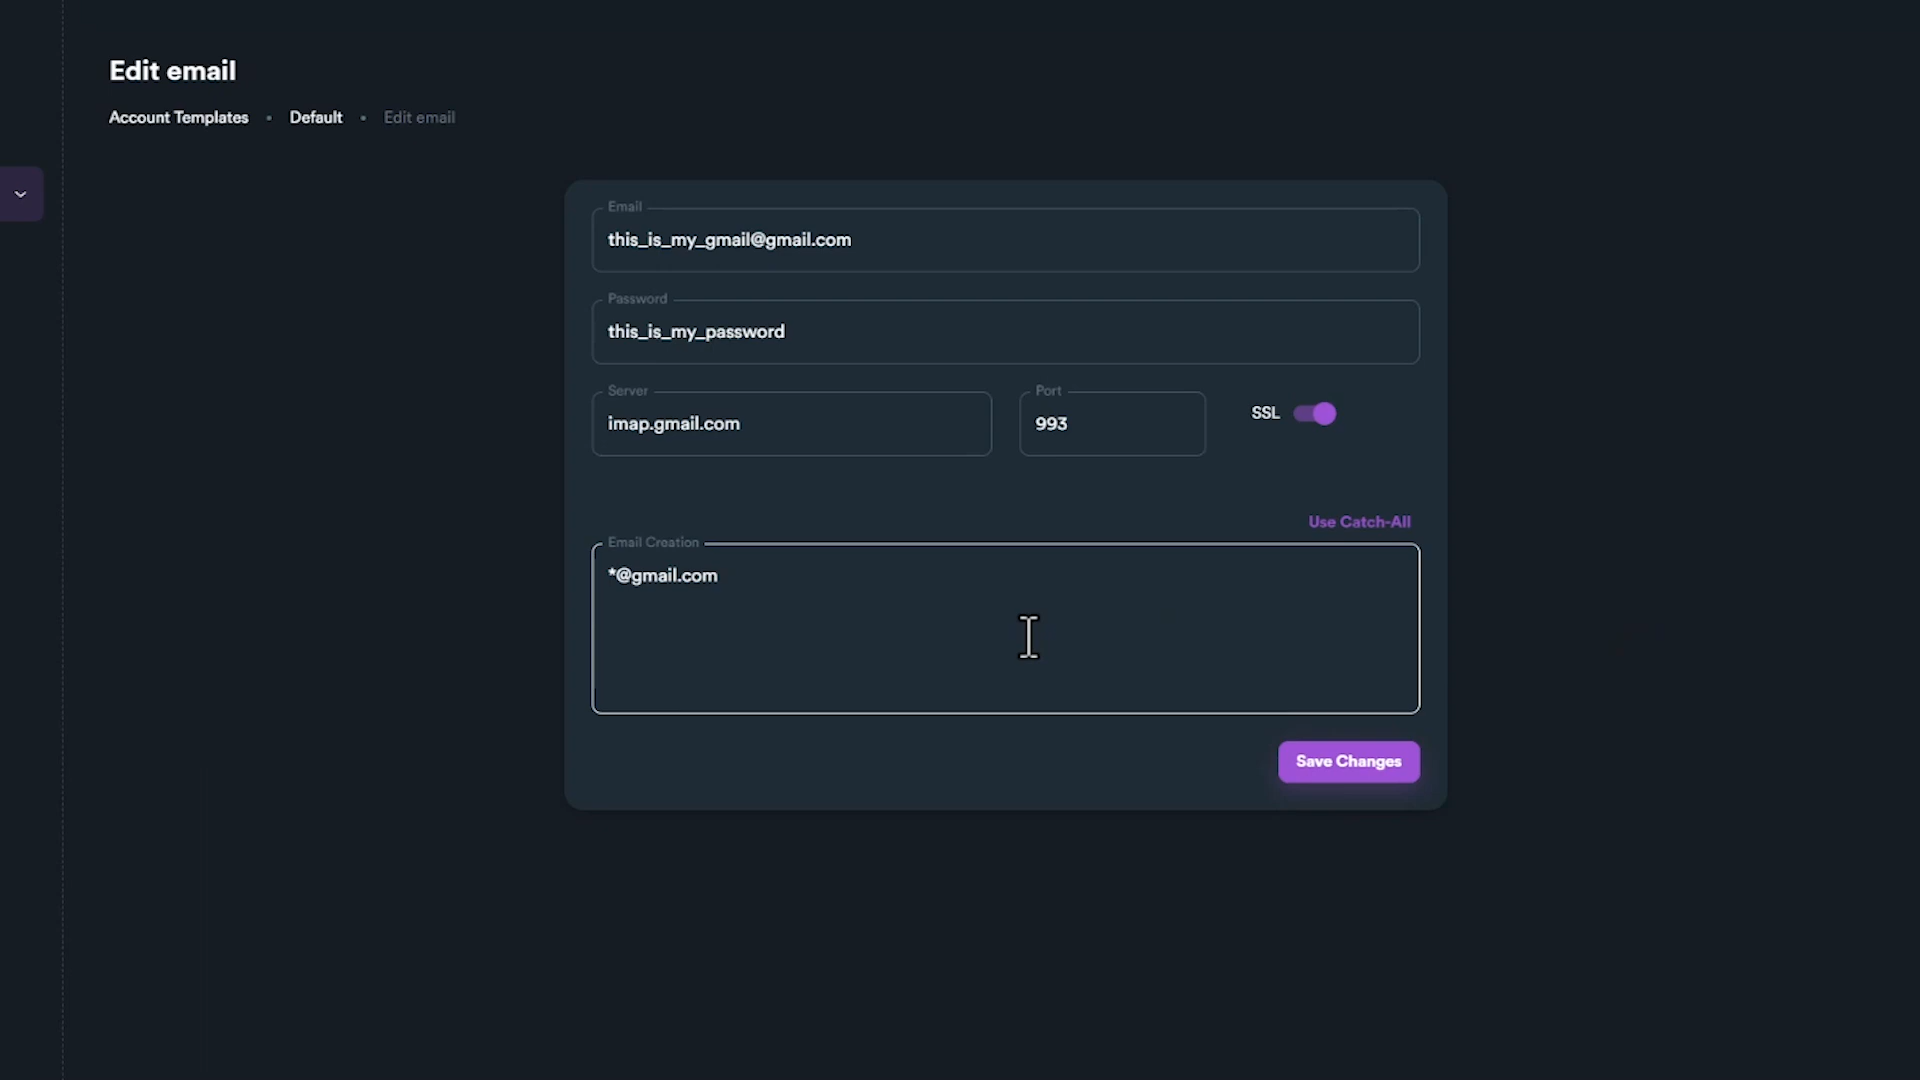 Edit email
Account Templates • Default • Edit email
Email
this_is_my_gmail@gmail.com
Password
this_is_my_password
Server
imap.gmail.com
Port
993
SSL
Use Catch-All
Email Creation
*@gmail.com
Save Changes